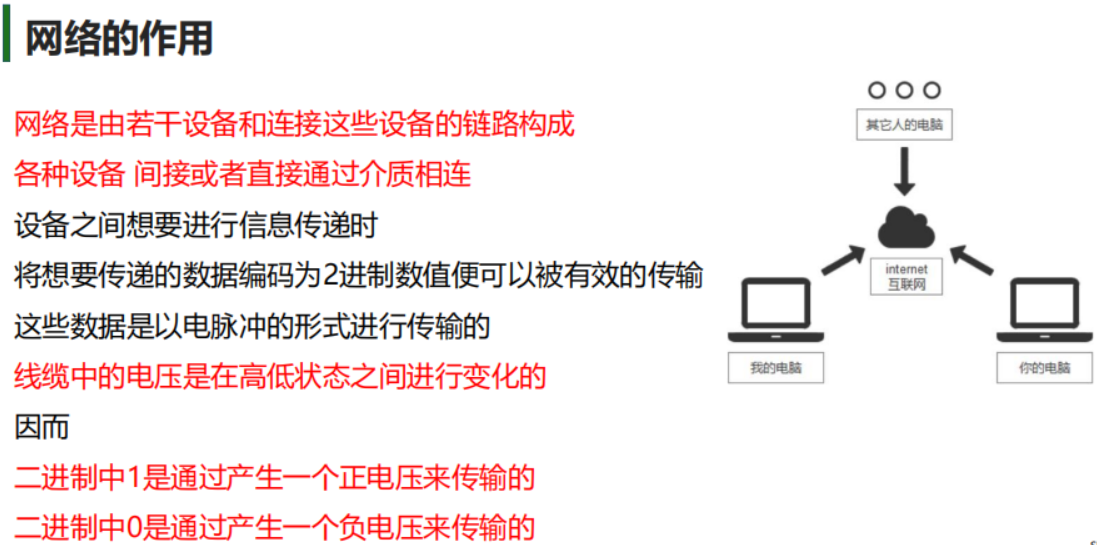 网络的作用
网络是由若干设备和连接这些设备的链路构成
各种设备 间接或者直接通过介质相连
设备之间想要进行信息传递时
将想要传递的数据编码为2进制数值便可以被有效的传输
这些数据是以电脉冲的形式进行传输的
线缆中的电压是在高低状态之间进行变化的
因而
二进制中1是通过产生一个正电压来传输的
二进制中0是通过产生一个负电压来传输的
其它人的电脑
internet
互联网
我的电脑
你的电脑